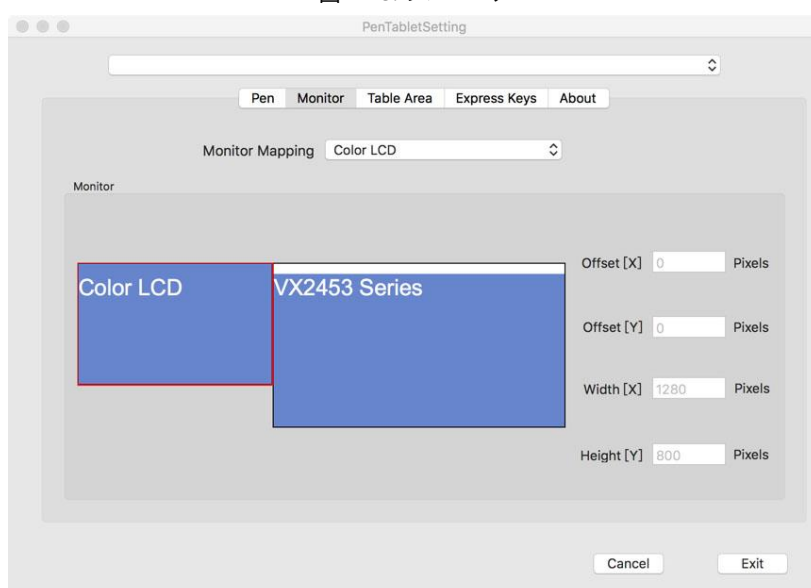 PenTabletSetting
Pen Monitor Table Area Express Keys About
Monitor Mapping Color LCD
Monitor
Color LCD VX2453 Series
Offset [X] 0 Pixels
Offset [Y] 0 Pixels
Width [X] 1280 Pixels
Height [Y] 800 Pixels
Cancel Exit